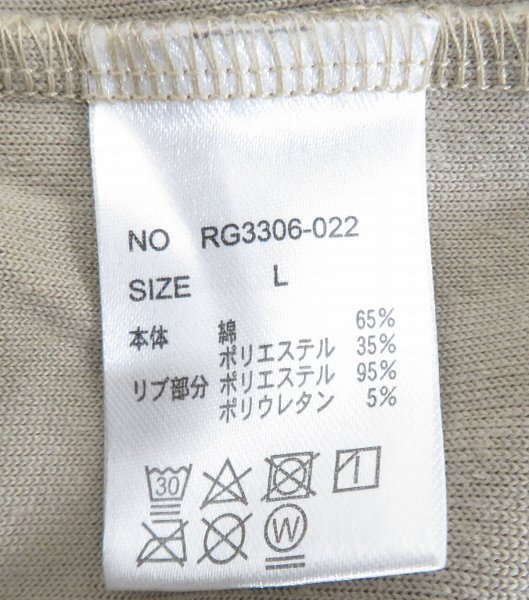 NO RG3306-022
SIZE L
本体 綿 65%
ポリエステル 35%
リブ部分 ポリエステル 95%
ポリウレタン 5%
30
W